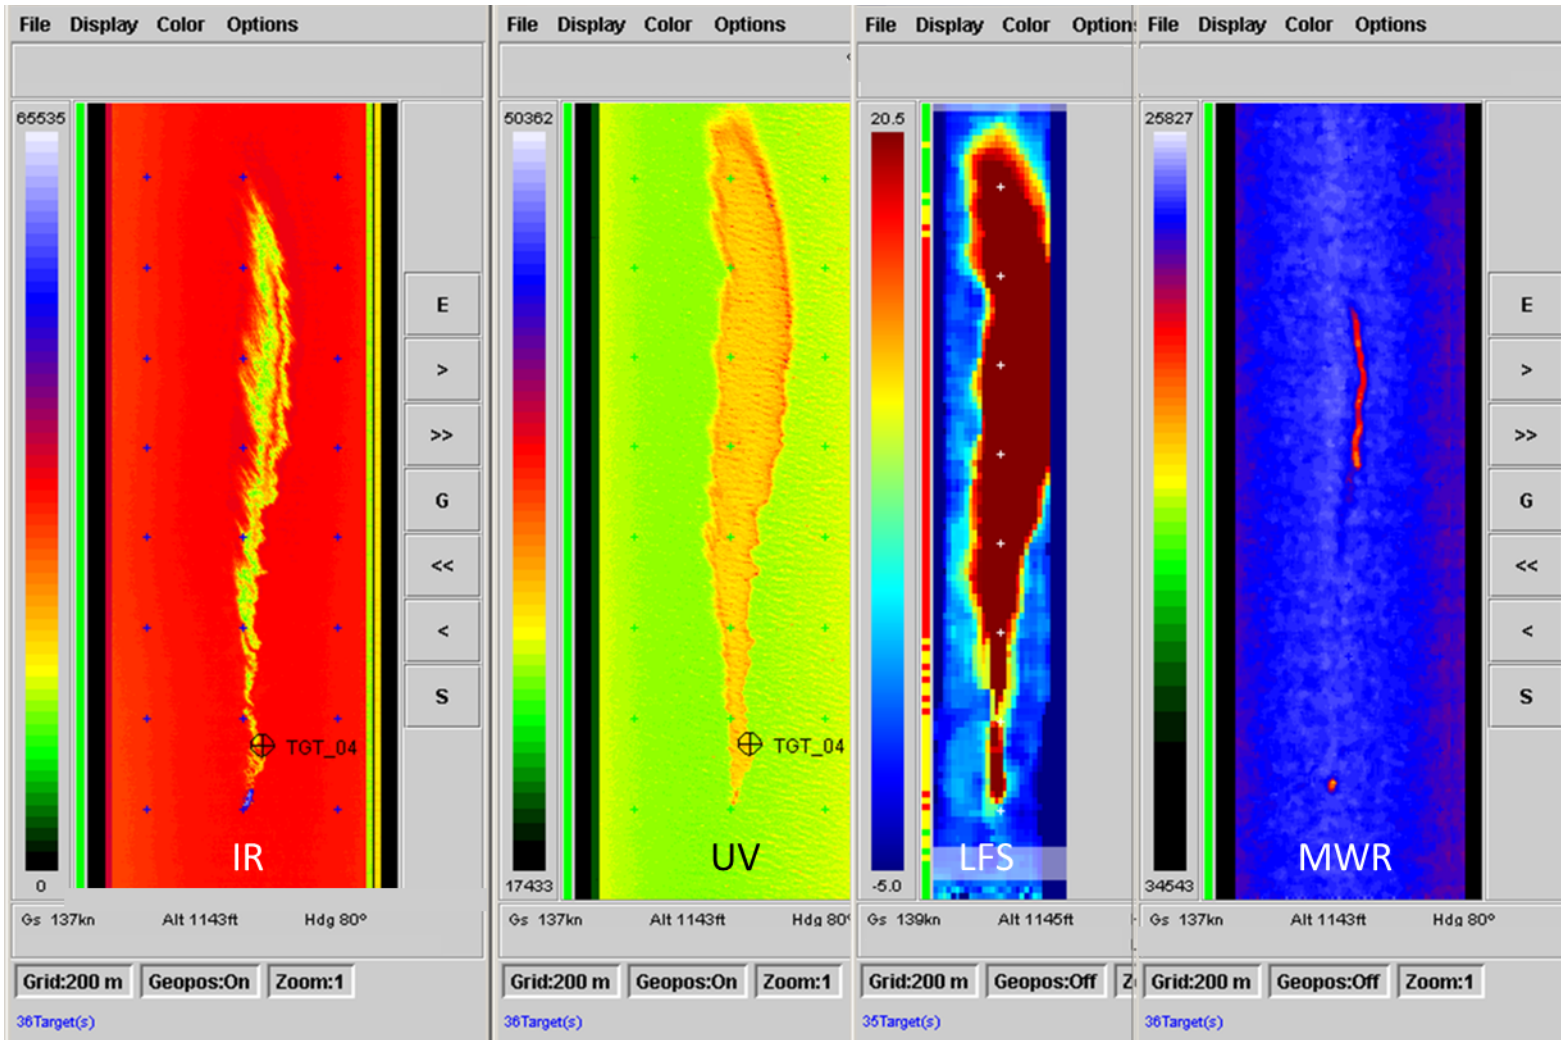 File Display Color Options
65535
E
>
>>
G
<<
<
S
TGT_04
IR
0
Gs 137kn Alt 1143ft Hdg 80°
Grid:200 m Geopos:On Zoom:1
36Target(s)
File Display Color Options
50362
TGT_04
UV
17433
Gs 137kn Alt 1143ft Hdg 80°
Grid:200 m Geopos:On Zoom:1
36Target(s)
File Display Color Option
20.5
LFS
-5.0
Gs 139kn Alt 1145ft
Grid:200 m Geopos:Off Z
35Target(s)
File Display Color Options
25827
E
>
>>
G
<<
<
S
MWR
34543
Gs 137kn Alt 1143ft Hdg 80°
Grid:200 m Geopos:Off Zoom:1
36Target(s)